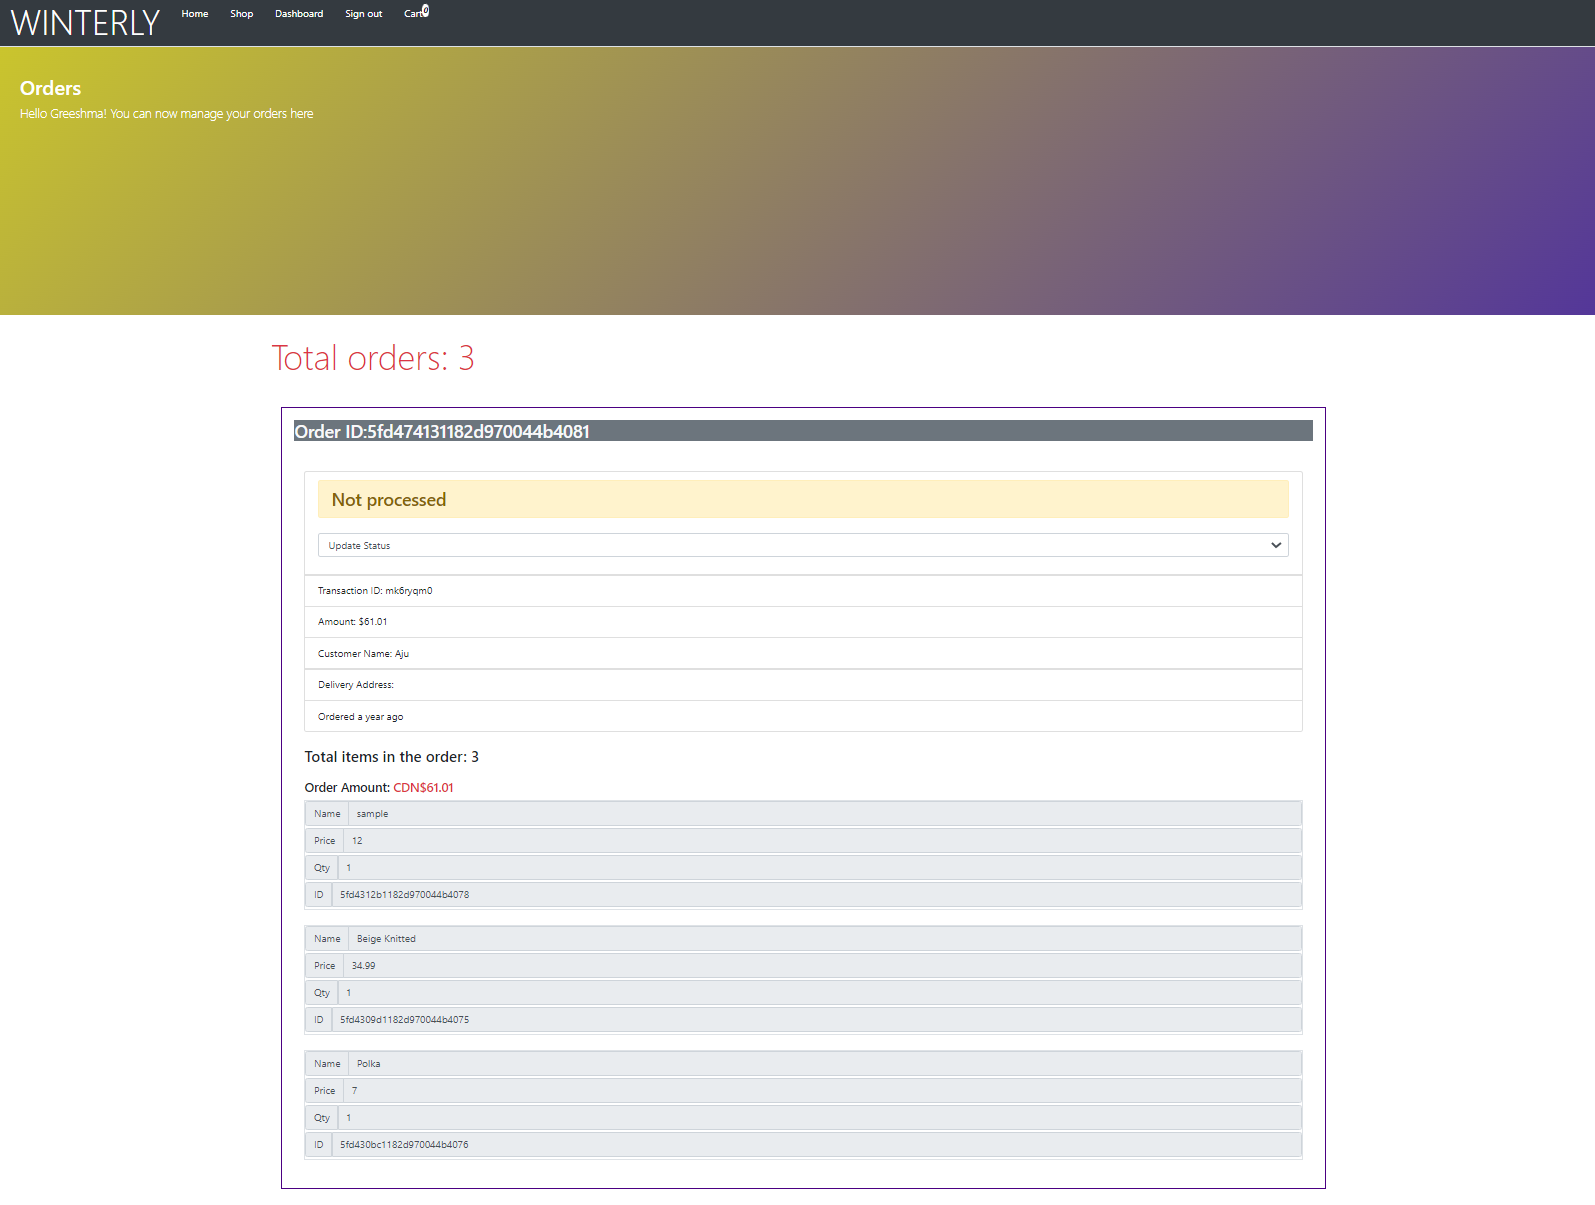 WINTERLY Home Shop Dashboard Sign out Cart 0
Orders
Hello Greeshma! You can now manage your orders here
Total orders: 3
Order ID:5fd474131182d970044b4081
Not processed
Update Status
Transaction ID: mk6ryqm0
Amount: $61.01
Customer Name: Aju
Delivery Address:
Ordered a year ago
Total items in the order: 3
Order Amount: CDN$61.01
Name sample
Price 12
Qty 1
ID 5fd4312b1182d970044b4078
Name Beige Knitted
Price 34.99
Qty 1
ID 5fd4309d1182d970044b4075
Name Polka
Price 7
Qty 1
ID 5fd430bc1182d970044b4076